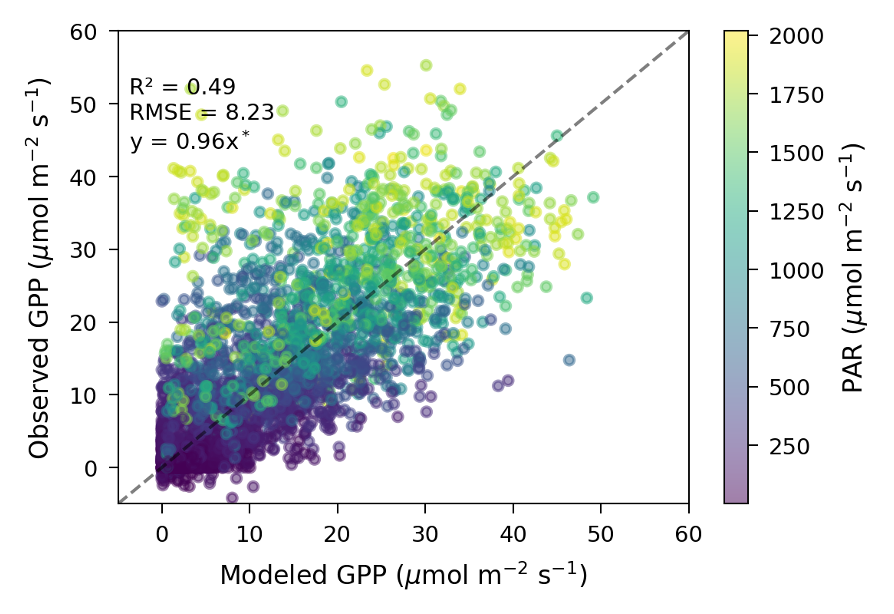 R² = 0.49
RMSE = 8.23
y = 0.96x*
Observed GPP (μmol m⁻² s⁻¹)
60
50
40
30
20
10
0
0 10 20 30 40 50 60
Modeled GPP (μmol m⁻² s⁻¹)
2000
1750
1500
1250
1000
750
500
250
PAR (μmol m⁻² s⁻¹)